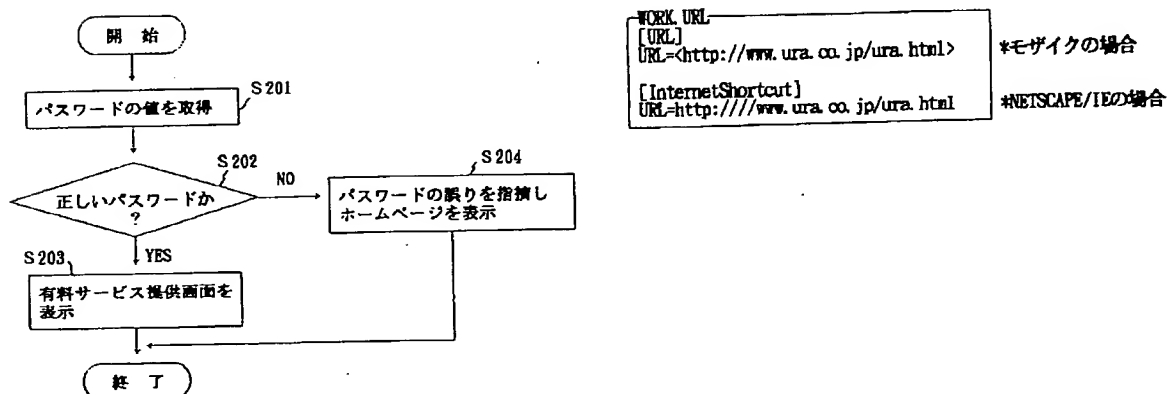 開 始
S201
パスワードの値を取得
S202
正しいパスワードか
?
NO
S204
パスワードの誤りを指摘し
ホームページを表示
YES
S203
有料サービス提供画面を
表示
終 了
WORK.URL
[URL]
URL=<http://www.ura.co.jp/ura.html>
*モザイクの場合
[InternetShortcut]
URL=http:////www.ura.co.jp/ura.html
*NETSCAPE/IEの場合